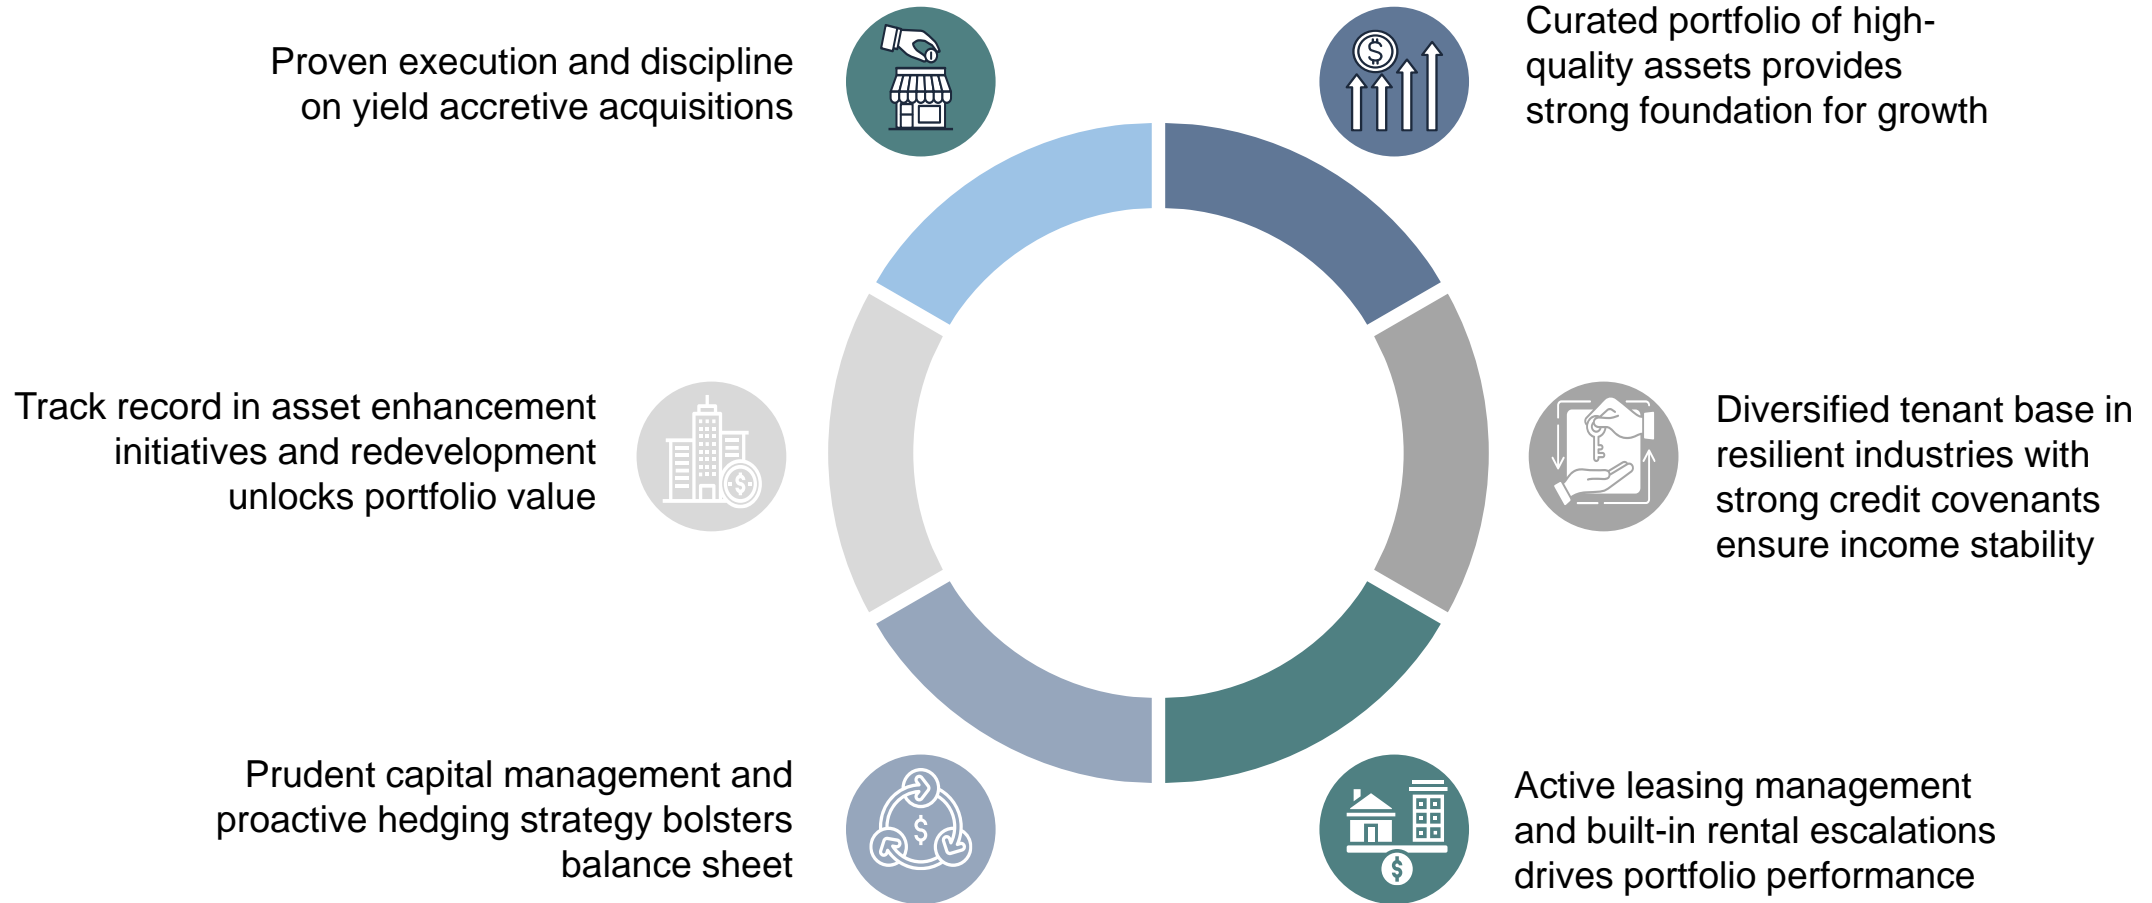 Proven execution and discipline
on yield accretive acquisitions
Curated portfolio of high-
quality assets provides
strong foundation for growth
Track record in asset enhancement
initiatives and redevelopment
unlocks portfolio value
Diversified tenant base in
resilient industries with
strong credit covenants
ensure income stability
Prudent capital management and
proactive hedging strategy bolsters
balance sheet
Active leasing management
and built-in rental escalations
drives portfolio performance